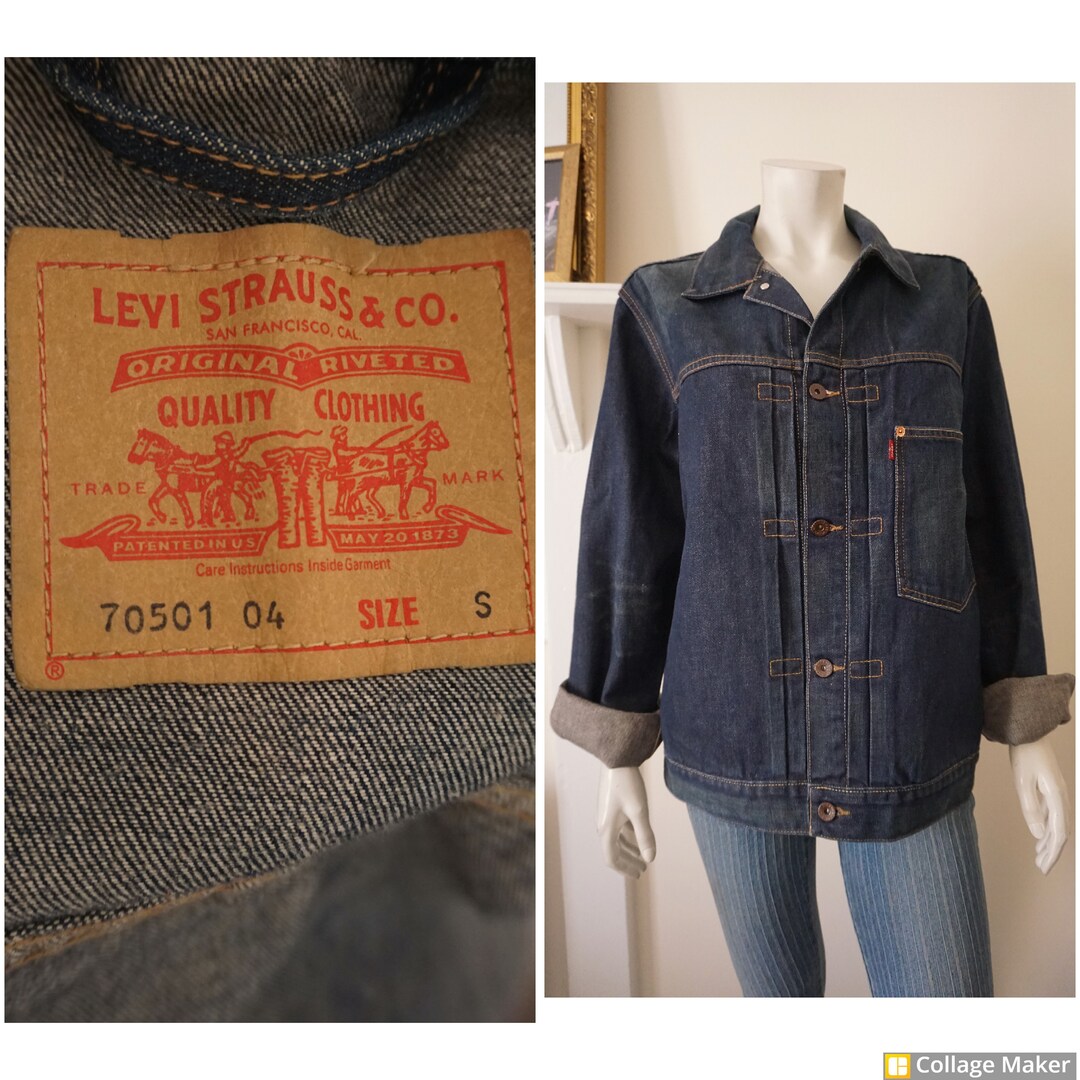 LEVI STRAUSS & CO.
SAN FRANCISCO, CAL.
ORIGINAL RIVETED
QUALITY CLOTHING
TRADE MARK
PATENTED IN U S MAY 20 1873
Care Instructions Inside Garment
70501 04 SIZE S
®
Collage Maker